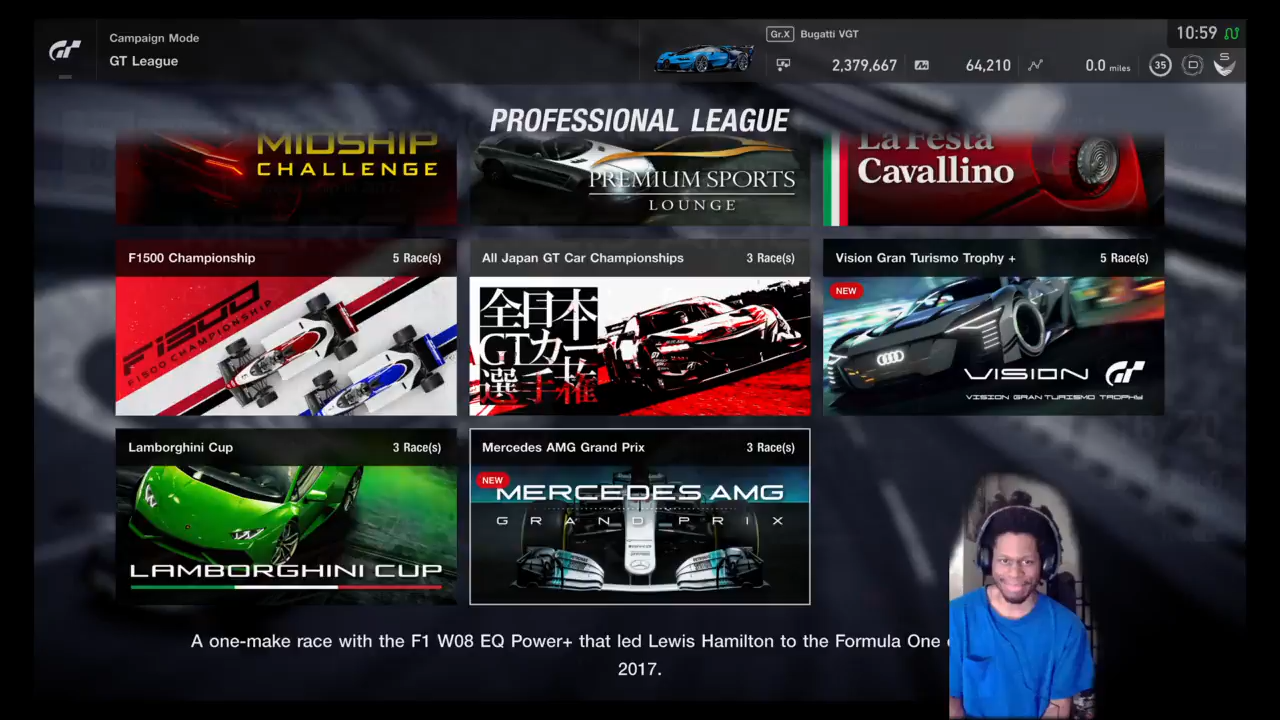 Campaign Mode
GT League
Gr.X Bugatti VGT
10:59
2,379,667
64,210
0.0 miles
35
D
S
PROFESSIONAL LEAGUE
MIDSHIP
CHALLENGE
PREMIUM SPORTS
LOUNGE
La Festa
Cavallino
F1500 Championship 5 Race(s)
F1500
F1500 CHAMPIONSHIP
All Japan GT Car Championships 3 Race(s)
全日本
GTカー
選手権
Vision Gran Turismo Trophy + 5 Race(s)
NEW
VISION GT
VISION GRAN TURISMO TROPHY
Lamborghini Cup 3 Race(s)
LAMBORGHINI CUP
Mercedes AMG Grand Prix 3 Race(s)
NEW
MERCEDES AMG
GRAND PRIX
A one-make race with the F1 W08 EQ Power+ that led Lewis Hamilton to the Formula One
2017.